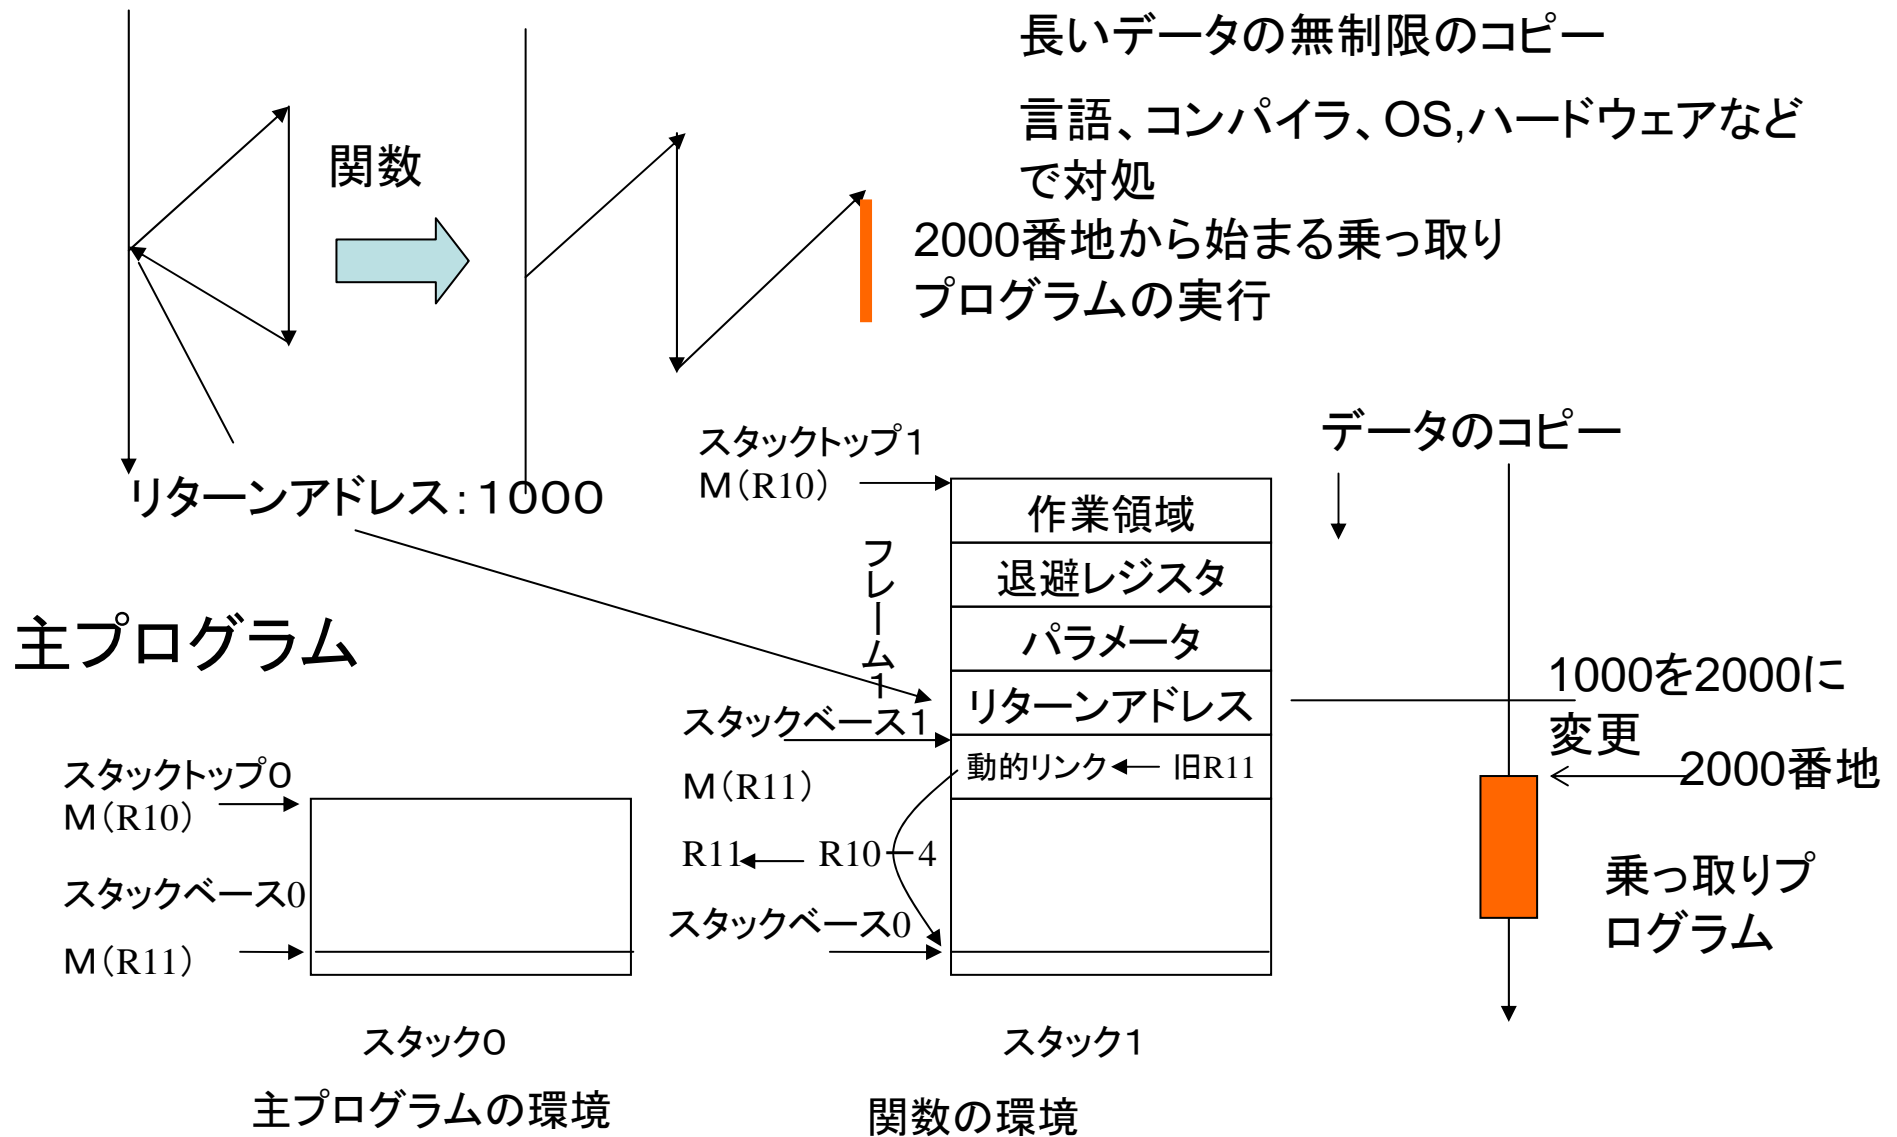 長いデータの無制限のコピー
言語、コンパイラ、OS,ハードウェアなど
で対処
関数
2000番地から始まる乗っ取り
プログラムの実行
リターンアドレス：１０００
主プログラム
スタックトップ１
Ｍ（R10）
フレーム１
スタックベース１
Ｍ（R11）
R11
R10－4
スタックベース0
作業領域
退避レジスタ
パラメータ
リターンアドレス
動的リンク
旧R11
データのコピー
1000を2000に
変更
2000番地
乗っ取りプ
ログラム
スタックトップ０
Ｍ（R10）
スタックベース0
Ｍ（R11）
スタック０
主プログラムの環境
スタック１
関数の環境